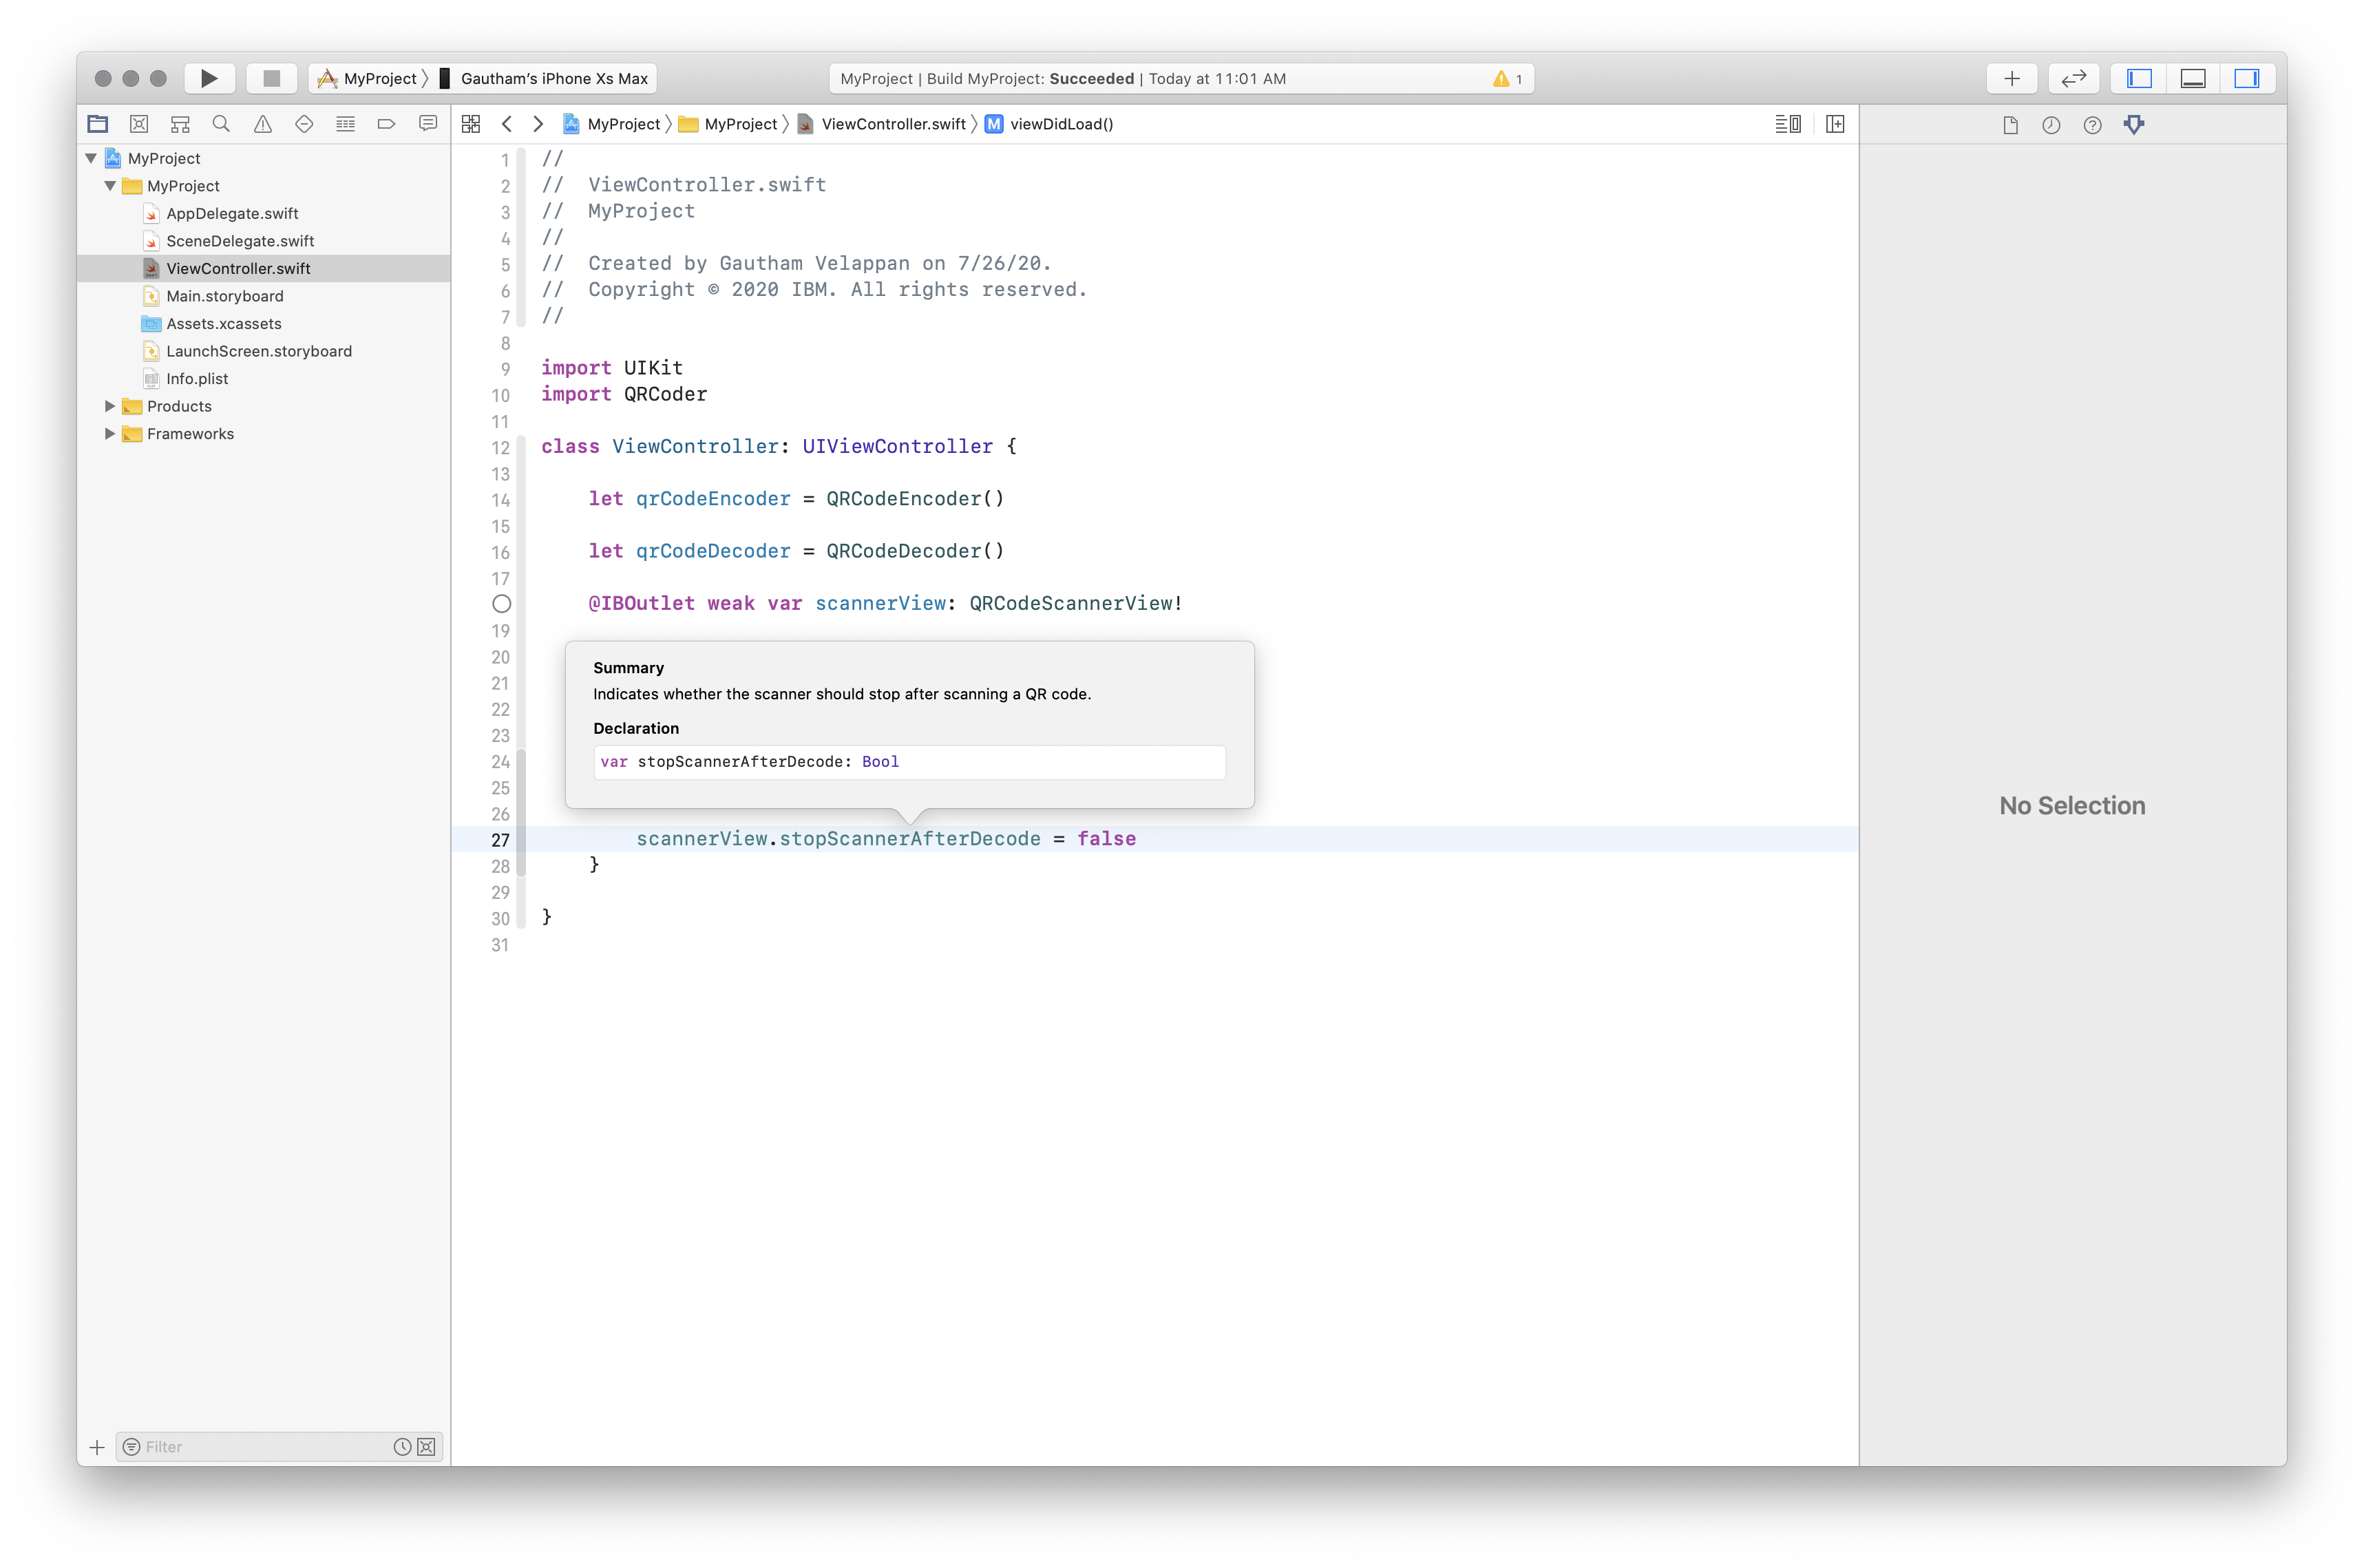 MyProject 〉 Gautham’s iPhone Xs Max
MyProject | Build MyProject: Succeeded | Today at 11:01 AM
1
MyProject 〉 MyProject 〉 ViewController.swift 〉 M viewDidLoad()
MyProject
MyProject
AppDelegate.swift
SceneDelegate.swift
ViewController.swift
Main.storyboard
Assets.xcassets
LaunchScreen.storyboard
Info.plist
Products
Frameworks
Filter
1 //
2 //  ViewController.swift
3 //  MyProject
4 //
5 //  Created by Gautham Velappan on 7/26/20.
6 //  Copyright © 2020 IBM. All rights reserved.
7 //
8
9 import UIKit
10 import QRCoder
11
12 class ViewController: UIViewController {
13
14     let qrCodeEncoder = QRCodeEncoder()
15
16     let qrCodeDecoder = QRCodeDecoder()
17
@IBOutlet weak var scannerView: QRCodeScannerView!
19
20
21
22
23
24
25
26
Summary
Indicates whether the scanner should stop after scanning a QR code.
Declaration
var stopScannerAfterDecode: Bool
27         scannerView.stopScannerAfterDecode = false
28     }
29
30 }
31
No Selection